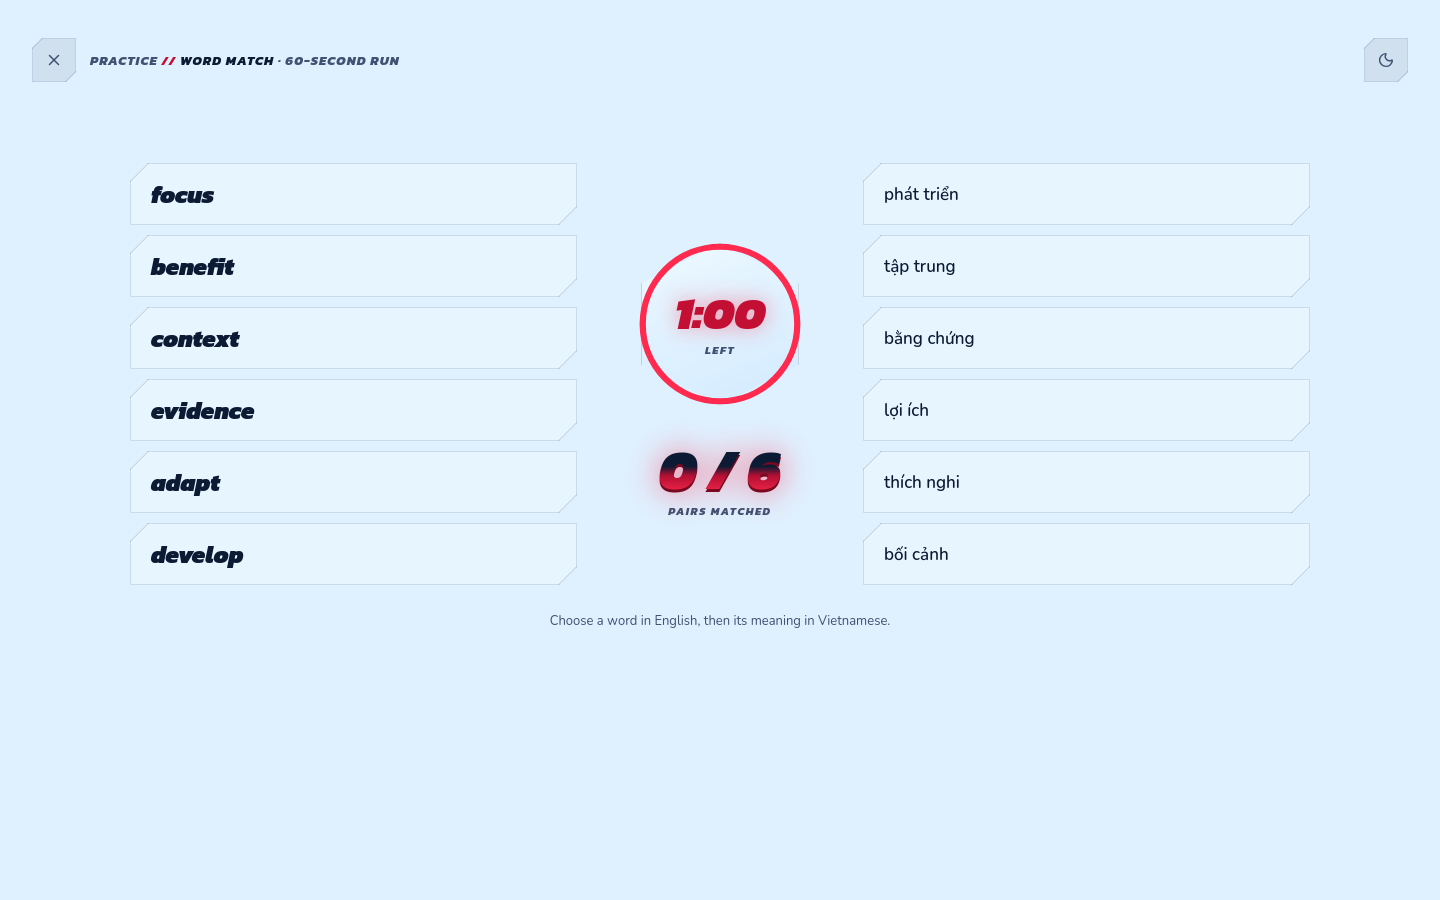 PRACTICE // WORD MATCH · 60-SECOND RUN
focus
benefit
context
evidence
adapt
develop
1:00
LEFT
0 / 6
PAIRS MATCHED
phát triển
tập trung
bằng chứng
lợi ích
thích nghi
bối cảnh
Choose a word in English, then its meaning in Vietnamese.